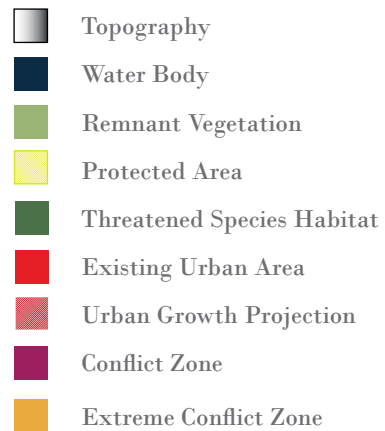 Topography
Water Body
Remnant Vegetation
Protected Area
Threatened Species Habitat
Existing Urban Area
Urban Growth Projection
Conflict Zone
Extreme Conflict Zone